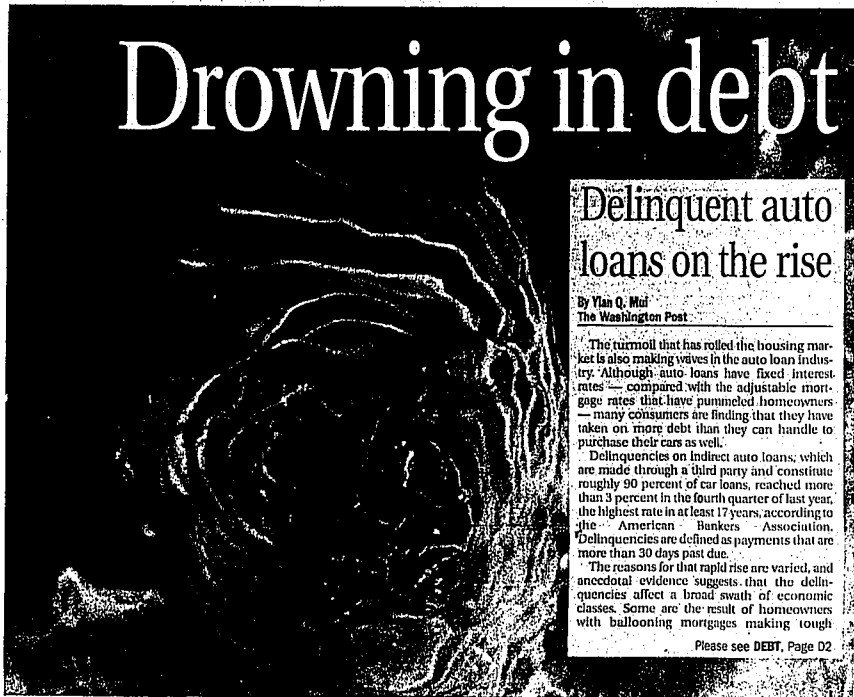 Drowning in debt
Delinquent auto
loans on the rise
By Ylan Q. Mui
The Washington Post
The turmoil that has roiled the housing mar-
ket is also making waves in the auto loan indus-
try. Although auto loans have fixed interest
rates — compared with the adjustable mort-
gage rates that have pummeled homeowners
— many consumers are finding that they have
taken on more debt than they can handle to
purchase their cars as well.
Delinquencies on indirect auto loans, which
are made through a third party and constitute
roughly 90 percent of car loans, reached more
than 3 percent in the fourth quarter of last year,
the highest rate in at least 17 years, according to
the American Bankers Association.
Delinquencies are defined as payments that are
more than 30 days past due.
The reasons for that rapid rise are varied, and
anecdotal evidence suggests that the delin-
quencies affect a broad swath of economic
classes. Some are the result of homeowners
with ballooning mortgages making tough
Please see DEBT, Page D2